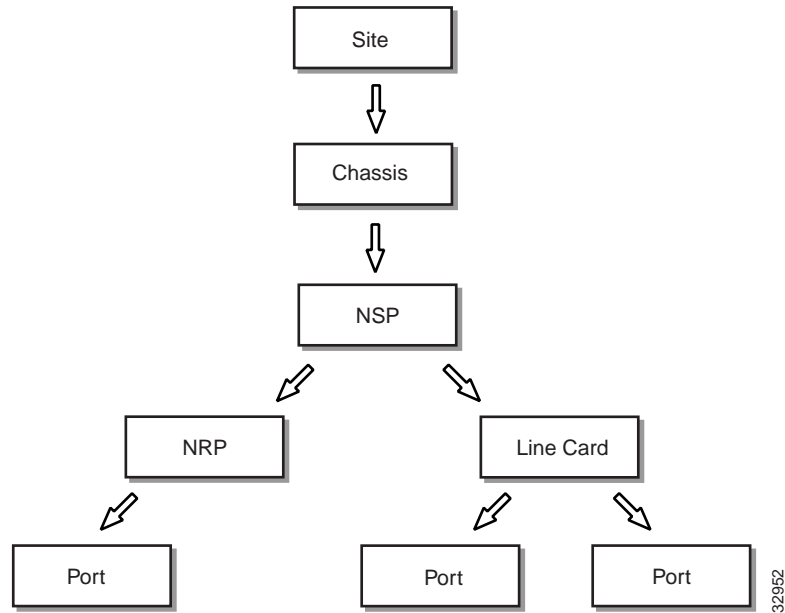 Site
Chassis
NSP
NRP
Line Card
Port
Port
Port
32952